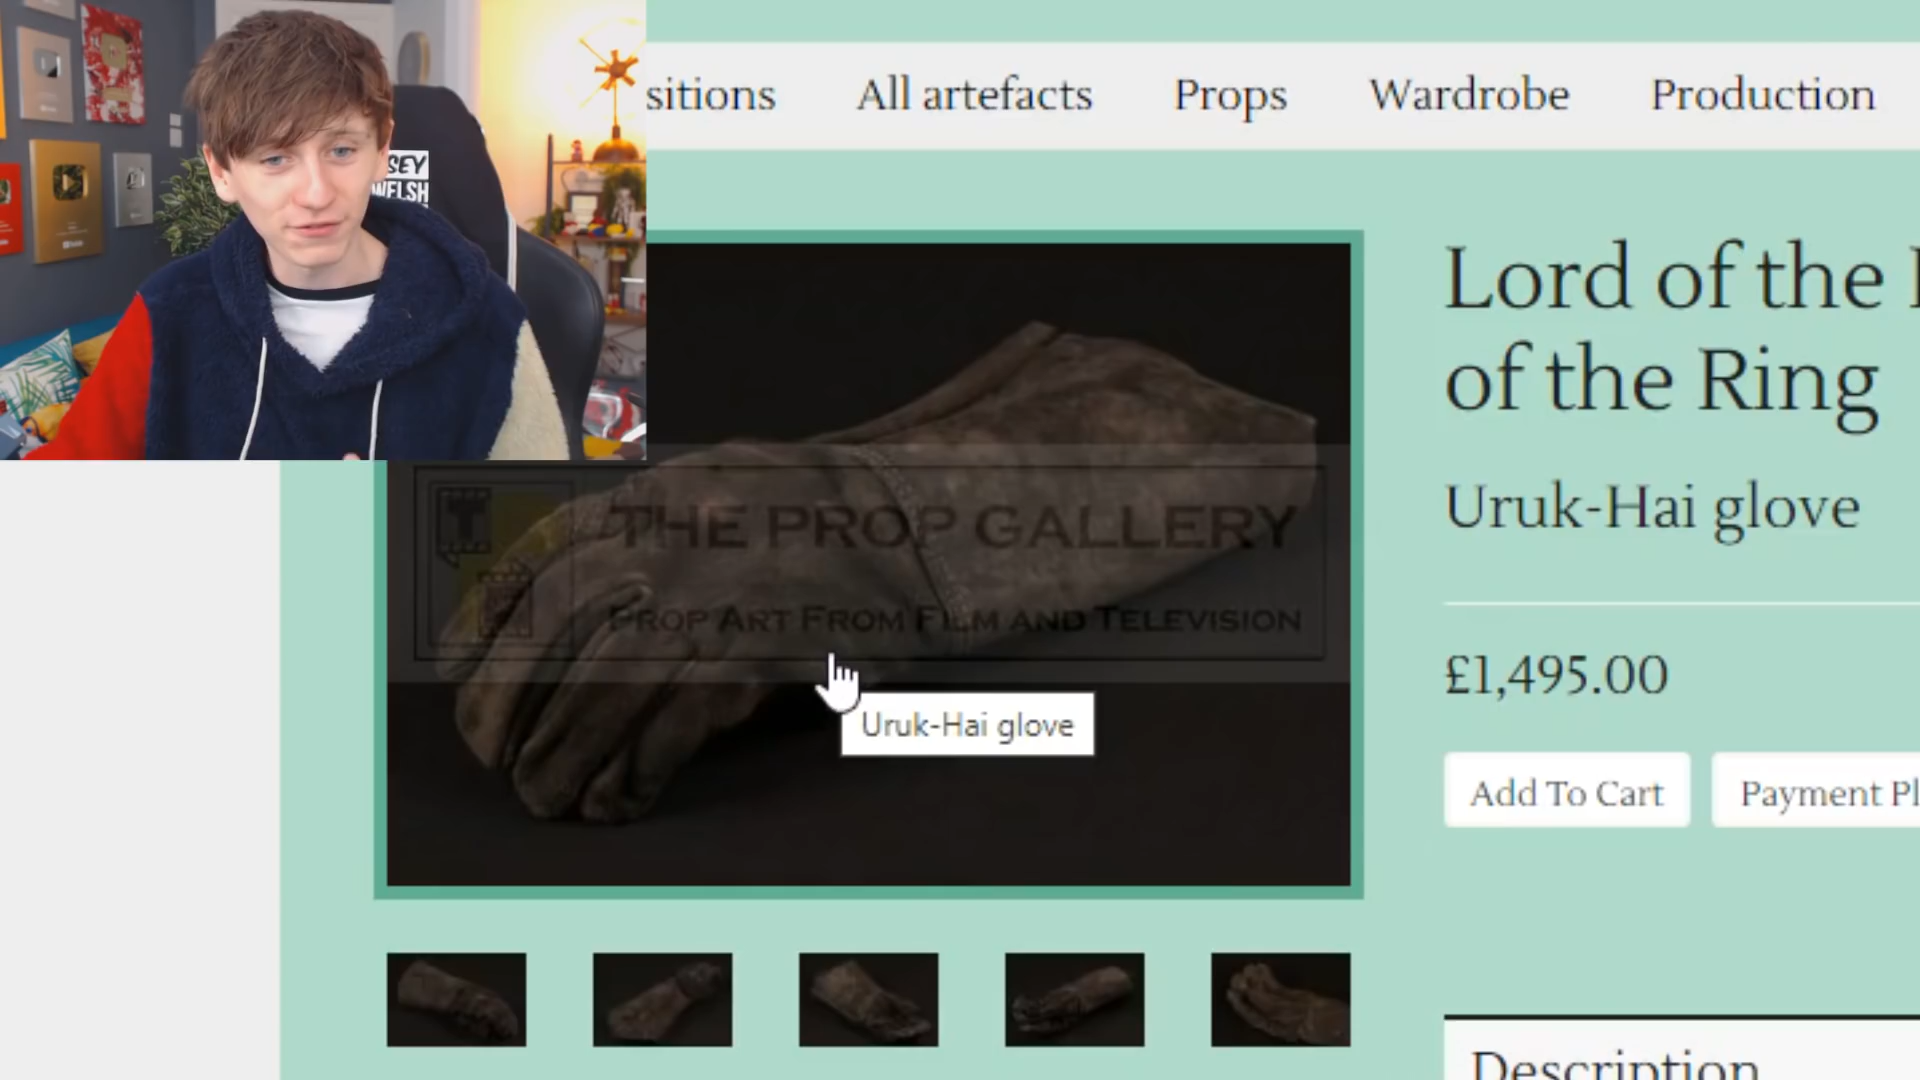 SEY
WELSH
sitions
All artefacts
Props
Wardrobe
Production
Lord of the
of the Ring
Uruk-Hai glove
£1,495.00
Add To Cart
Payment Pl
THE PROP GALLERY
PROP ART FROM FILM AND TELEVISION
Uruk-Hai glove
Description